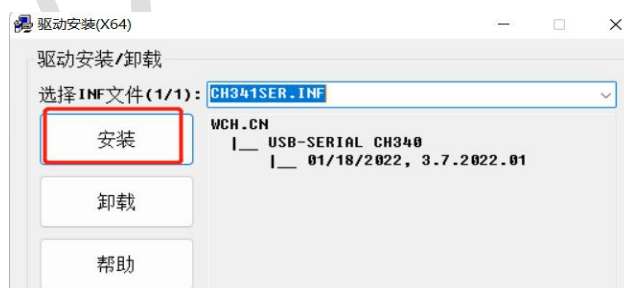 驱动安装(X64)
驱动安装/卸载
选择INF文件(1/1): CH341SER.INF
安装
WCH.CN
|__ USB-SERIAL CH340
|__ 01/18/2022, 3.7.2022.01
卸载
帮助